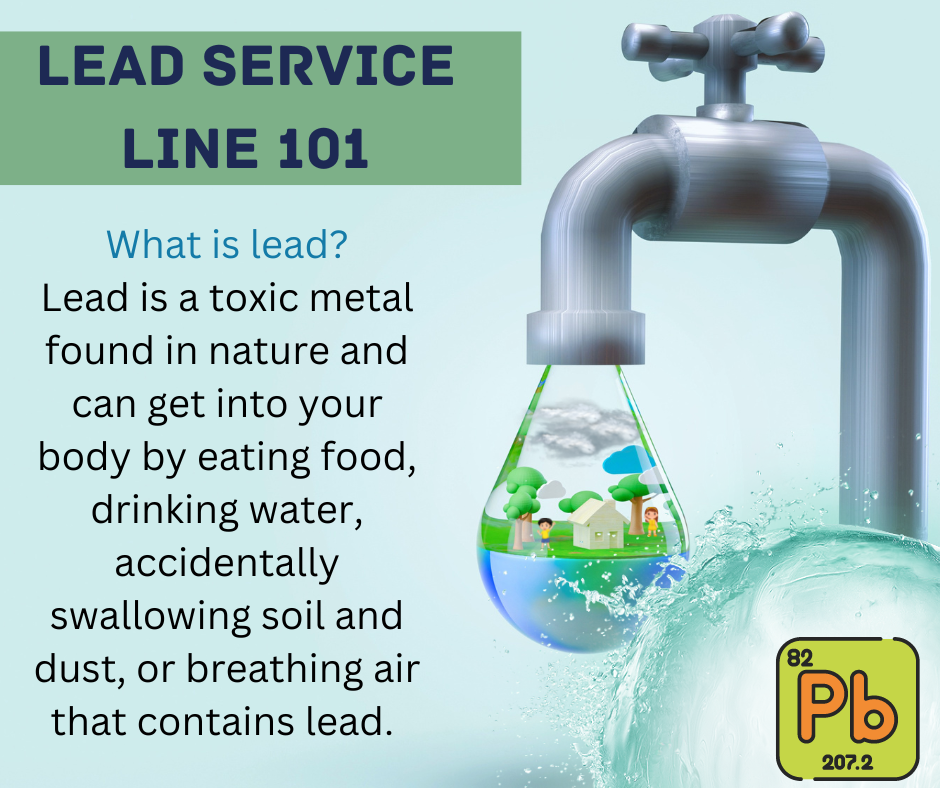 LEAD SERVICE
LINE 101
What is lead?
Lead is a toxic metal
found in nature and
can get into your
body by eating food,
drinking water,
accidentally
swallowing soil and
dust, or breathing air
that contains lead.
82
Pb
207.2